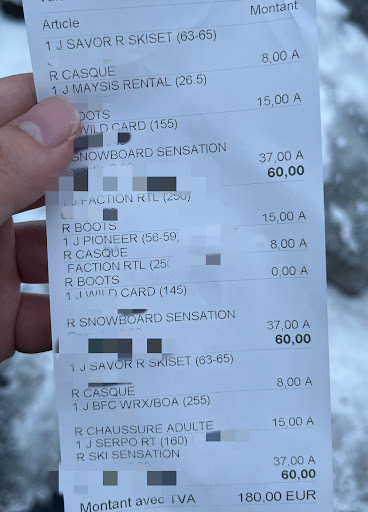 Article Montant
1 J SAVOR R SKISET (63-65)
R CASQUE 8,00 A
1 J MAYSIS RENTAL (26.5)
BOOTS 15,00 A
WILD CARD (155)
SNOWBOARD SENSATION 37,00 A
60,00
FACTION RTL (250)
R BOOTS 15,00 A
1 J PIONEER (56-59)
R CASQUE 8,00 A
FACTION RTL (25
R BOOTS 0,00 A
1 J WILD CARD (145)
R SNOWBOARD SENSATION 37,00 A
60,00
1 J SAVOR R SKISET (63-65)
R CASQUE 8,00 A
1 J BFC WRX/BOA (255)
R CHAUSSURE ADULTE 15,00 A
1 J SERPO RT (160)
R SKI SENSATION 37,00 A
60,00
Montant avec TVA 180,00 EUR